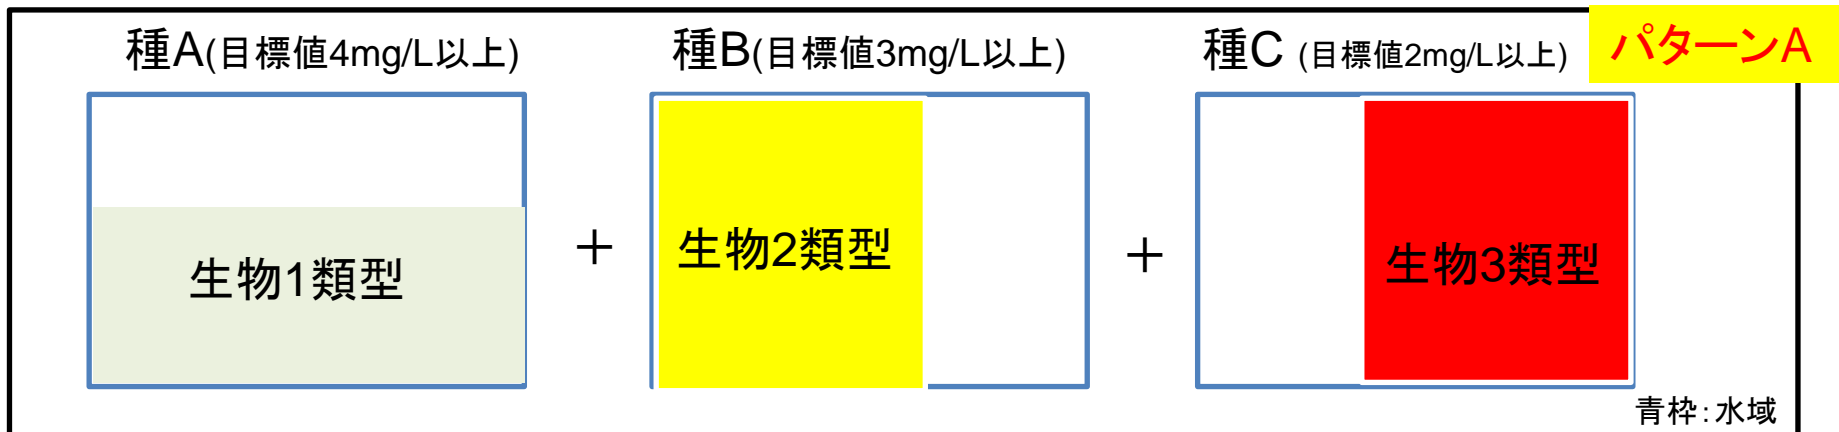 種A(目標値4mg/L以上)
種B(目標値3mg/L以上)
種C (目標値2mg/L以上)
パターンA
生物1類型
＋
生物2類型
＋
生物3類型
青枠：水域